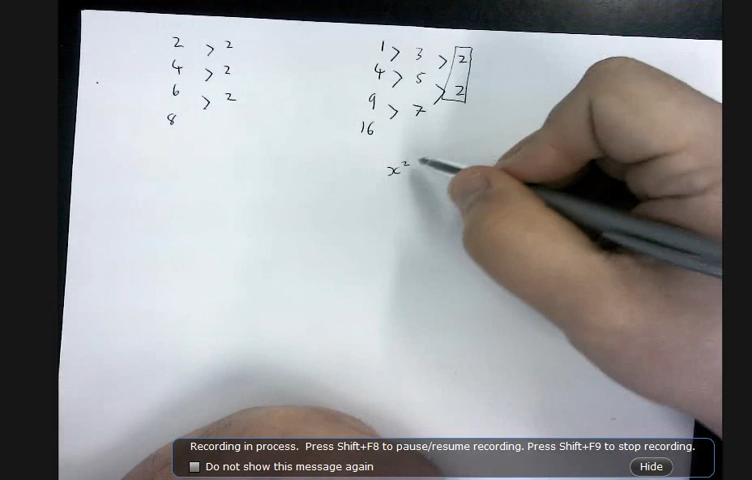 2 > 2
4 > 2
6 > 2
8
1 > 3 > 2
4 > 5 > 2
9 > 7
16
x²
Recording in process. Press Shift+F8 to pause/resume recording. Press Shift+F9 to stop recording.
Do not show this message again
Hide